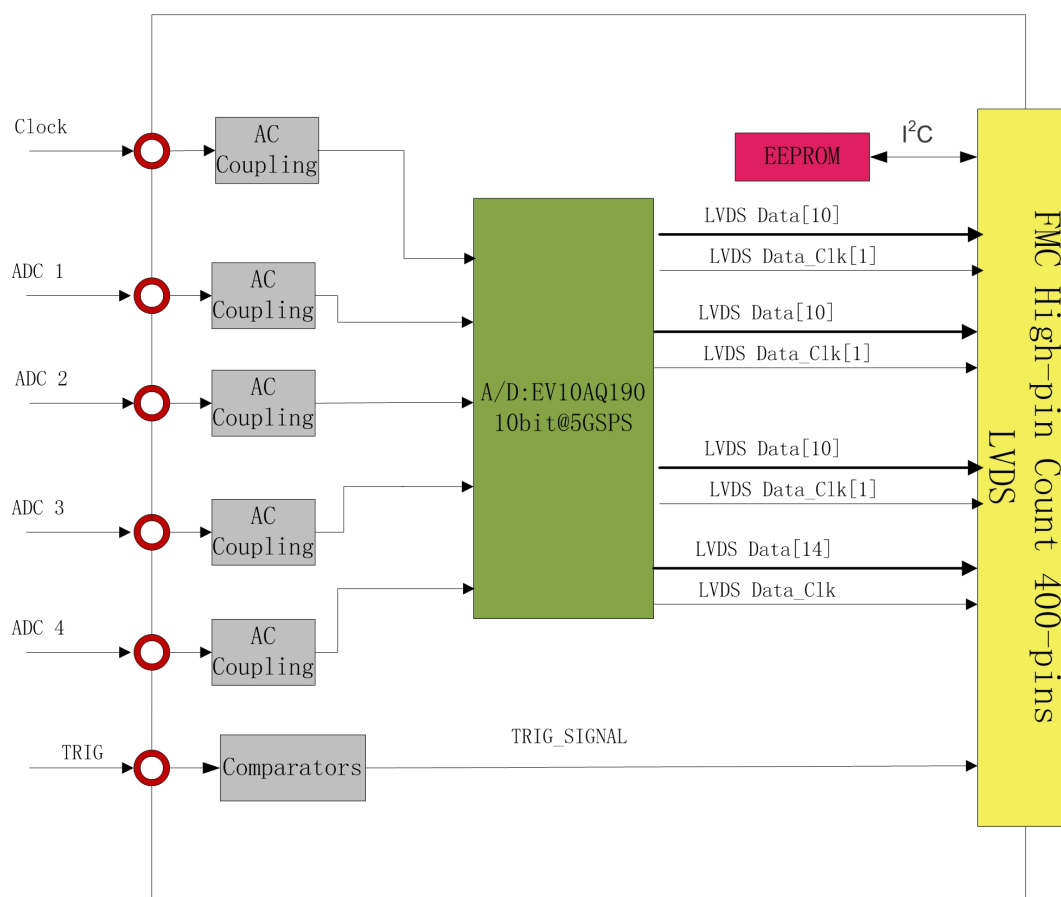 Clock
AC
Coupling
EEPROM
I²C
LVDS Data[10]
LVDS Data_Clk[1]
ADC 1
AC
Coupling
LVDS Data[10]
LVDS Data_Clk[1]
ADC 2
AC
Coupling
A/D:EV10AQ190
10bit@5GSPS
LVDS Data[10]
LVDS Data_Clk[1]
ADC 3
AC
Coupling
LVDS Data[14]
LVDS Data_Clk
ADC 4
AC
Coupling
TRIG
Comparators
TRIG_SIGNAL
FMC High-pin Count 400-pins
LVDS